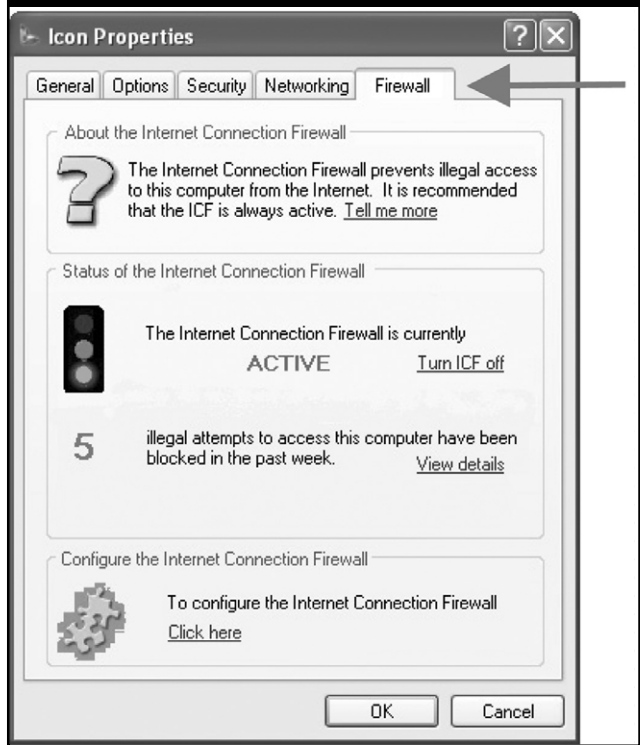 Icon Properties
General Options Security Networking Firewall
About the Internet Connection Firewall
The Internet Connection Firewall prevents illegal access
to this computer from the Internet. It is recommended
that the ICF is always active. Tell me more
Status of the Internet Connection Firewall
The Internet Connection Firewall is currently
ACTIVE Turn ICF off
5 illegal attempts to access this computer have been
blocked in the past week. View details
Configure the Internet Connection Firewall
To configure the Internet Connection Firewall
Click here
OK Cancel